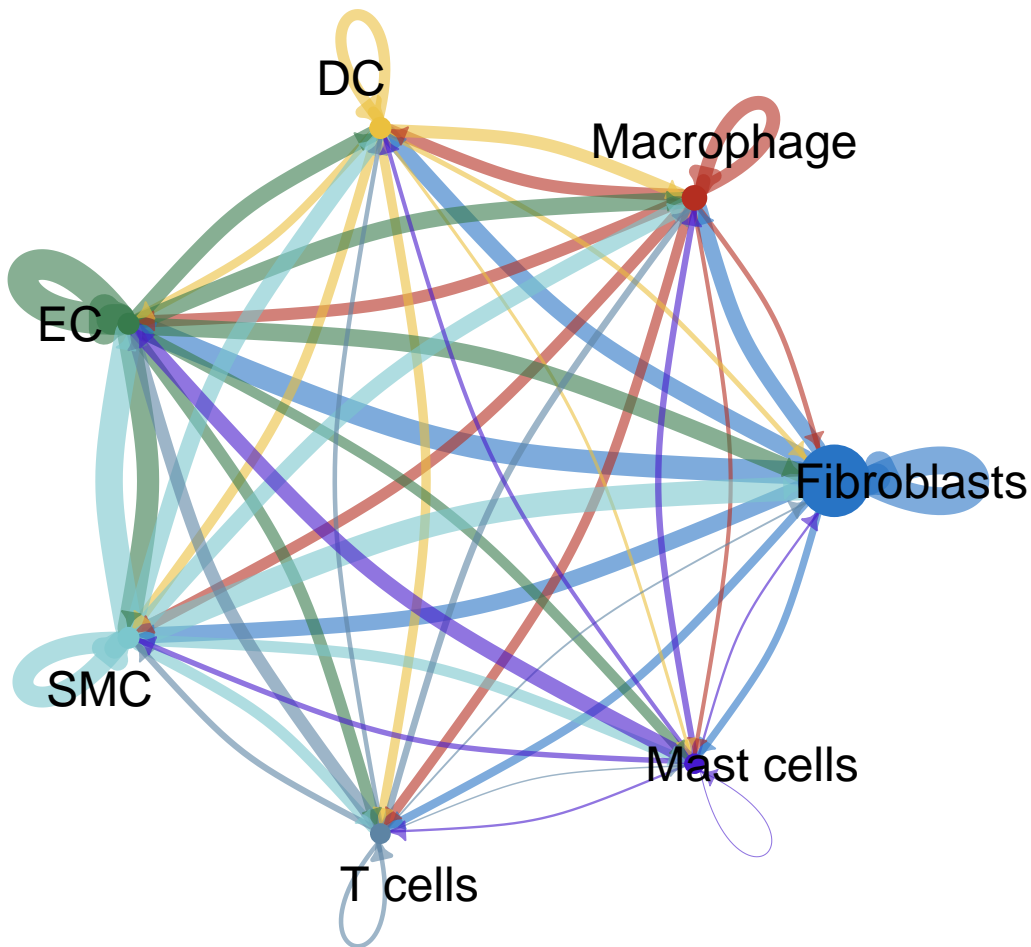 DC
Macrophage
EC
Fibroblasts
SMC
Mast cells
T cells